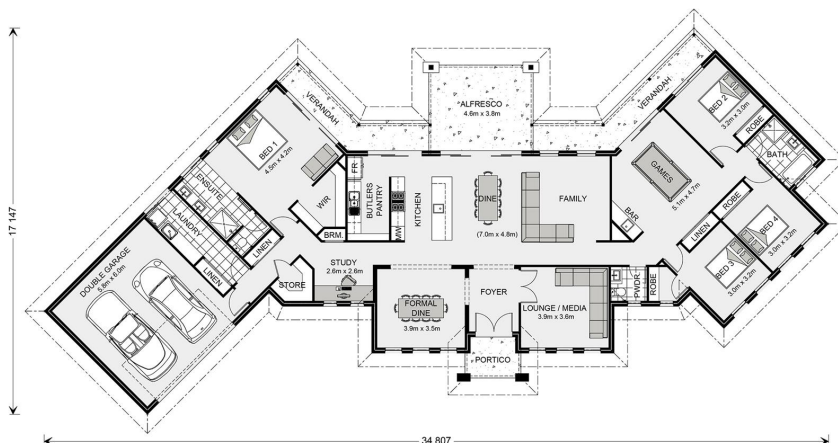 17 147
34 807
VERANDAH
BED 1
4.5m x 4.2m
ENSUITE
LAUNDRY
LINEN
LINEN
DOUBLE GARAGE
5.8m x 6.0m
STORE
WIR
BRM.
STUDY
2.6m x 2.6m
FR
BUTLERS
PANTRY
MW
KITCHEN
ALFRESCO
4.6m x 3.8m
DINE
(7.0m x 4.8m)
FAMILY
FORMAL
DINE
3.9m x 3.5m
FOYER
PORTICO
LOUNGE / MEDIA
3.9m x 3.6m
PWDR
ROBE
VERANDAH
BED 2
3.2m x 3.0m
ROBE
BATH
GAMES
5.1m x 4.7m
BAR
LINEN
ROBE
BED 4
3.0m x 3.2m
BED 3
3.0m x 3.2m